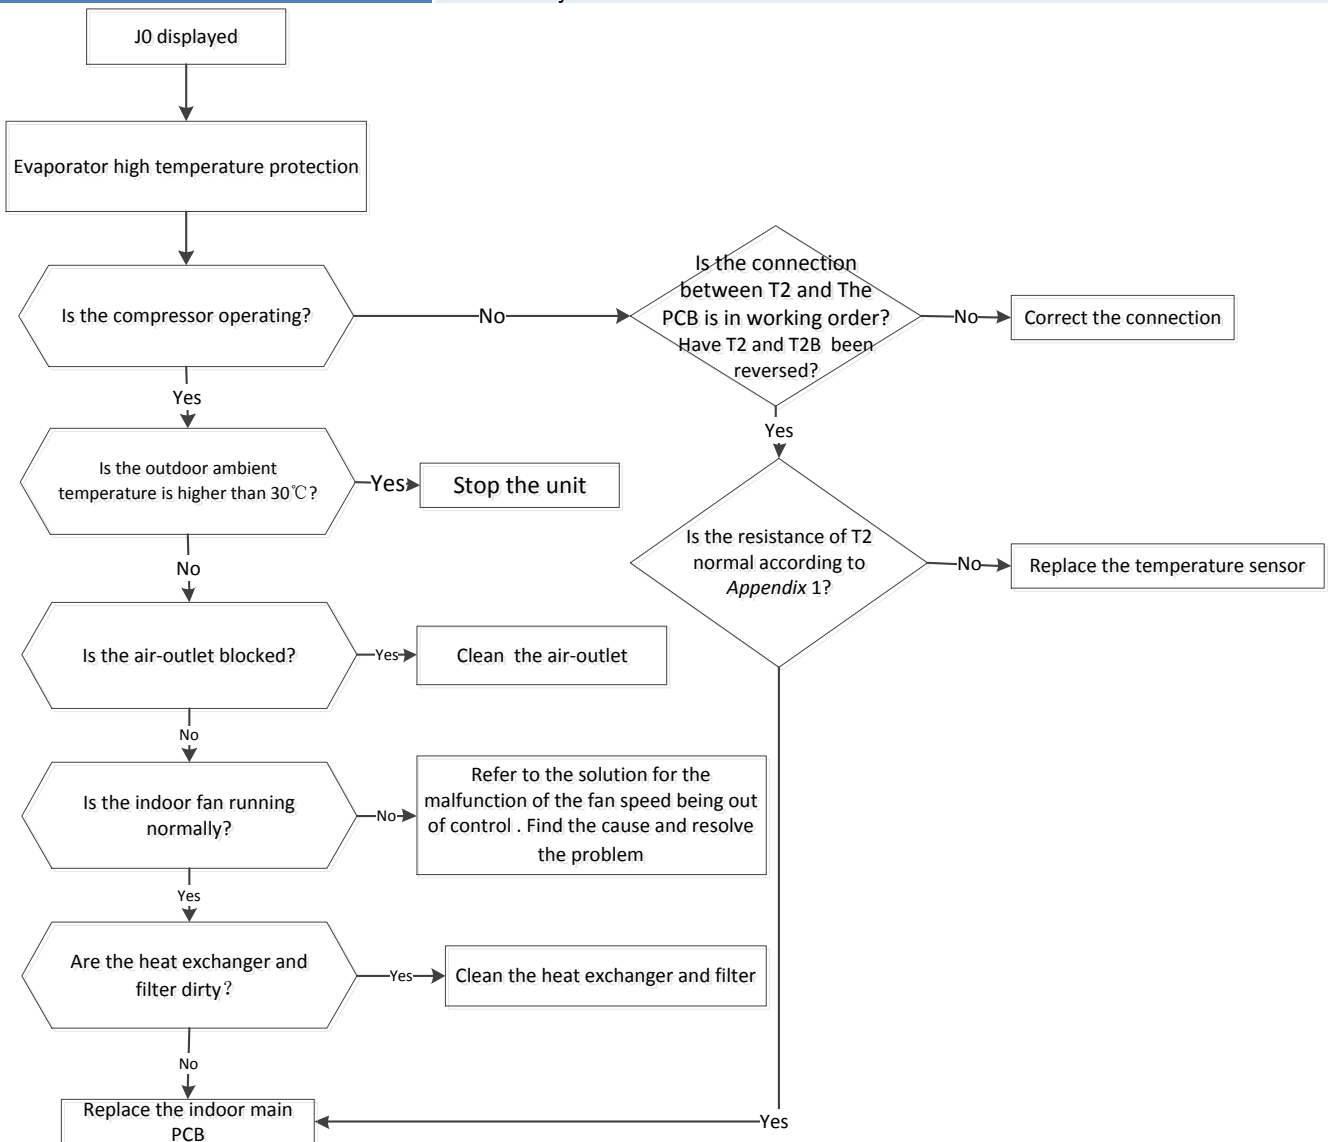 J0 displayed
Evaporator high temperature protection
Is the compressor operating?
No
Is the connection
between T2 and The
PCB is in working order?
Have T2 and T2B been
reversed?
No
Correct the connection
Yes
Yes
Is the outdoor ambient
temperature is higher than 30℃?
Yes
Stop the unit
Is the resistance of T2
normal according to
Appendix 1?
No
Replace the temperature sensor
No
Is the air-outlet blocked?
Yes
Clean the air-outlet
No
Is the indoor fan running
normally?
No
Refer to the solution for the
malfunction of the fan speed being out
of control . Find the cause and resolve
the problem
Yes
Are the heat exchanger and
filter dirty？
Yes
Clean the heat exchanger and filter
No
Replace the indoor main
PCB
Yes